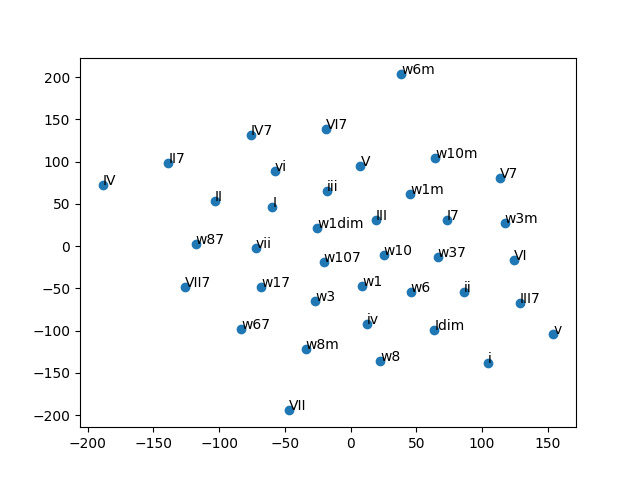 w6m
200
VI7
IV7
150
w10m
II7
V
100
vi
V7
IV
iii
w1m
II
I
50
III
I7
w3m
w1dim
w87
vii
w10
0
w107
w37
VI
VII7
w17
w1
w6
ii
−50
w3
III7
w67
iv
Idim
v
−100
w8m
w8
i
−150
VII
−200
−200 −150 −100 −50 0 50 100 150